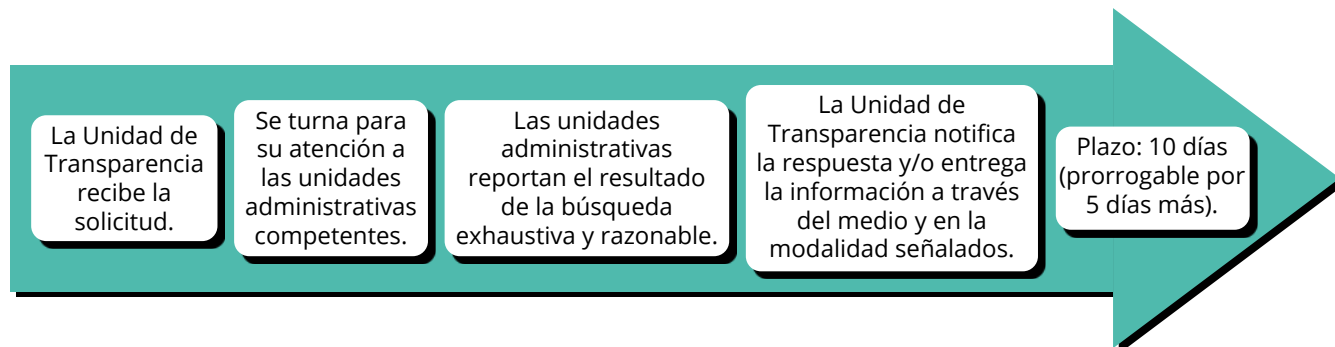 La Unidad de
Transparencia
recibe la
solicitud.
Se turna para
su atención a
las unidades
administrativas
competentes.
Las unidades
administrativas
reportan el resultado
de la búsqueda
exhaustiva y razonable.
La Unidad de
Transparencia notifica
la respuesta y/o entrega
la información a través
del medio y en la
modalidad señalados.
Plazo: 10 días
(prorrogable por
5 días más).